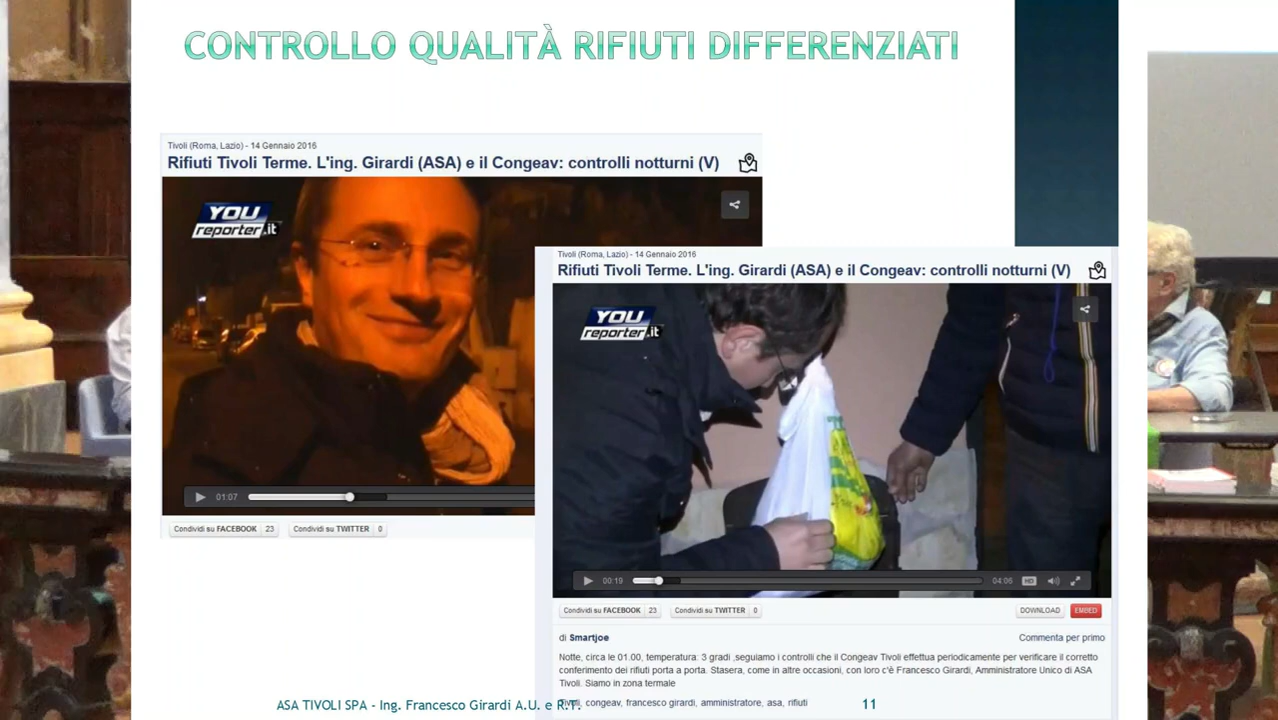 CONTROLLO QUALITÀ RIFIUTI DIFFERENZIATI
Tivoli (Roma, Lazio) - 14 Gennaio 2016
Rifiuti Tivoli Terme. L'ing. Girardi (ASA) e il Congeav: controlli notturni (V)
YOU
reporter.it
01:07
Condividi su FACEBOOK 23 Condividi su TWITTER 0
Tivoli (Roma, Lazio) - 14 Gennaio 2016
Rifiuti Tivoli Terme. L'ing. Girardi (ASA) e il Congeav: controlli notturni (V)
YOU
reporter.it
00:19 04:06 HD
Condividi su FACEBOOK 23 Condividi su TWITTER 0 DOWNLOAD EMBED
di Smartjoe Commenta per primo
Notte, circa le 01.00, temperatura: 3 gradi ,seguiamo i controlli che il Congeav Tivoli effettua periodicamente per verificare il corretto
conferimento dei rifiuti porta a porta. Stasera, come in altre occasioni, con loro c'è Francesco Girardi, Amministratore Unico di ASA
Tivoli. Siamo in zona termale
congeav, francesco girardi, amministratore, asa, rifiuti
ASA TIVOLI SPA - Ing. Francesco Girardi A.U. e R.T. 11